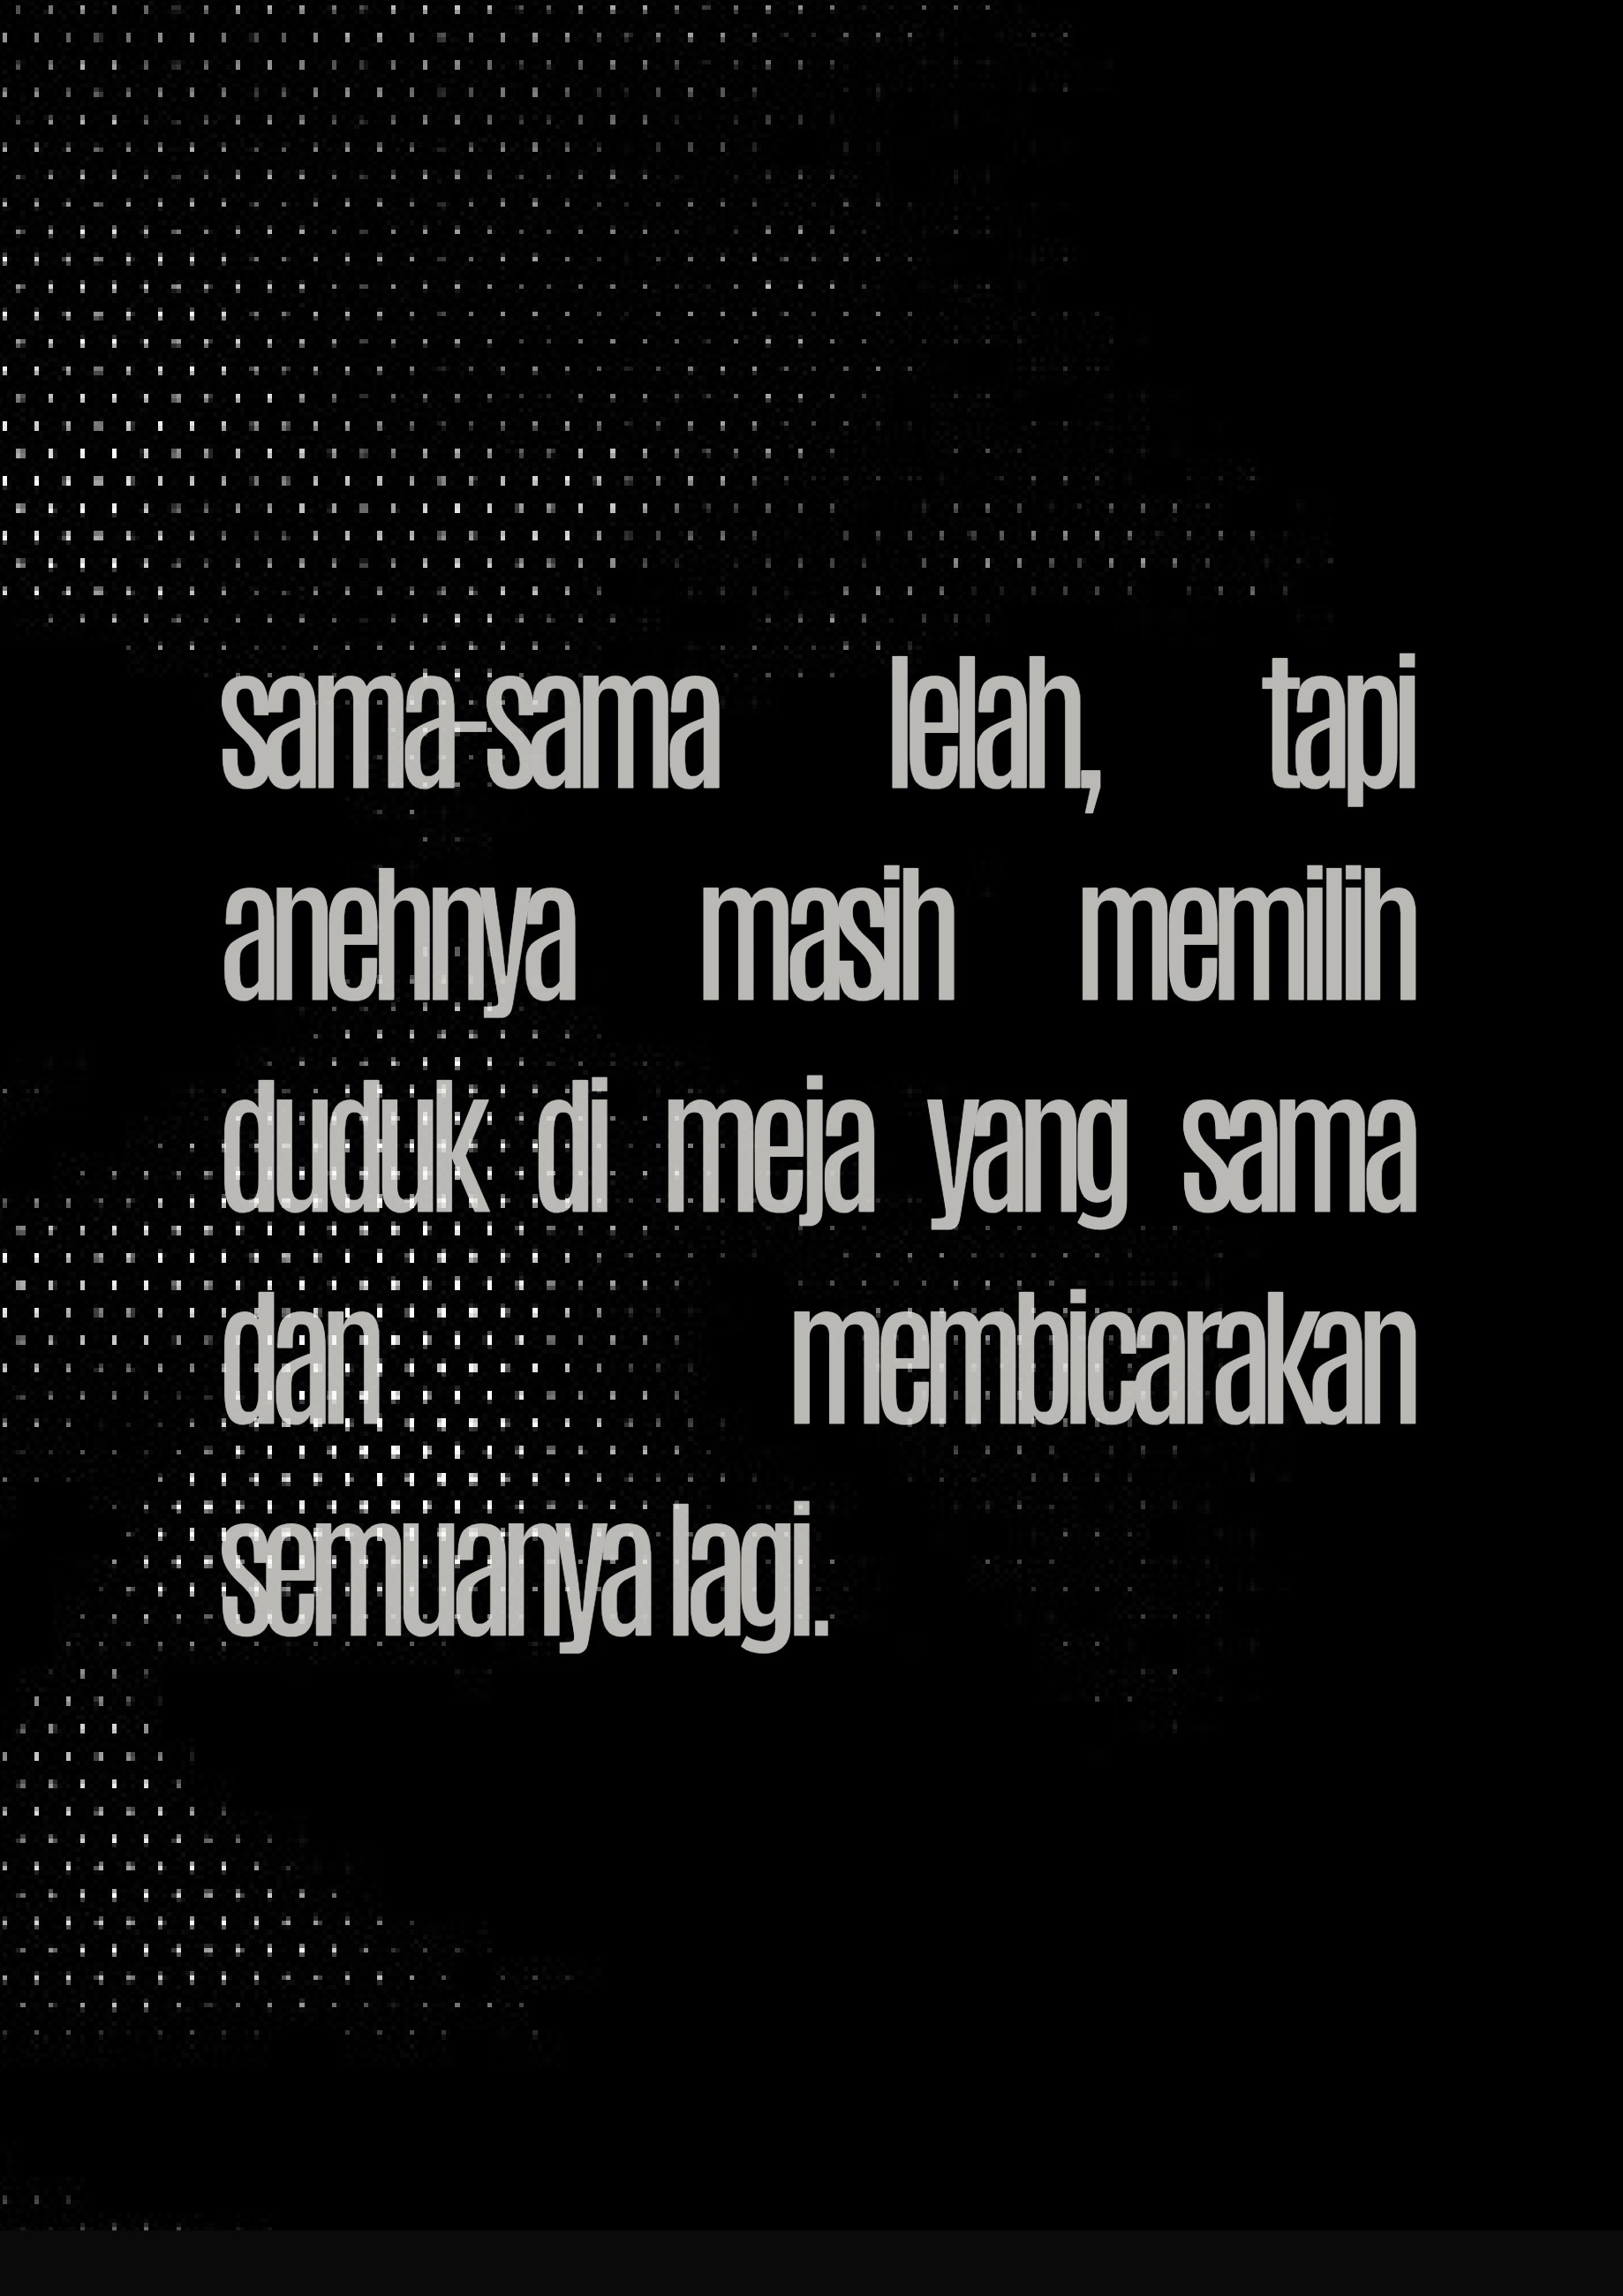 sama-sama lelah, tapi
anehnya masih memilih
duduk di meja yang sama
dan membicarakan
semuanya lagi.